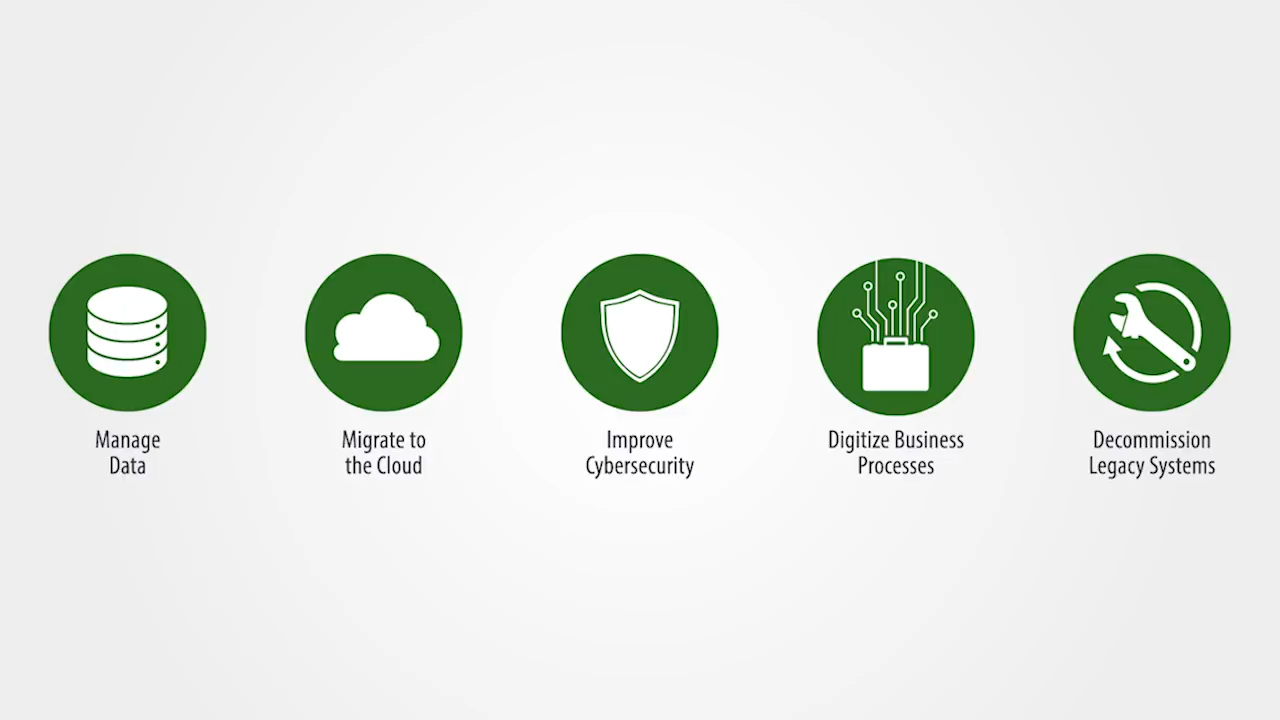 Manage
Data
Migrate to
the Cloud
Improve
Cybersecurity
Digitize Business
Processes
Decommission
Legacy Systems